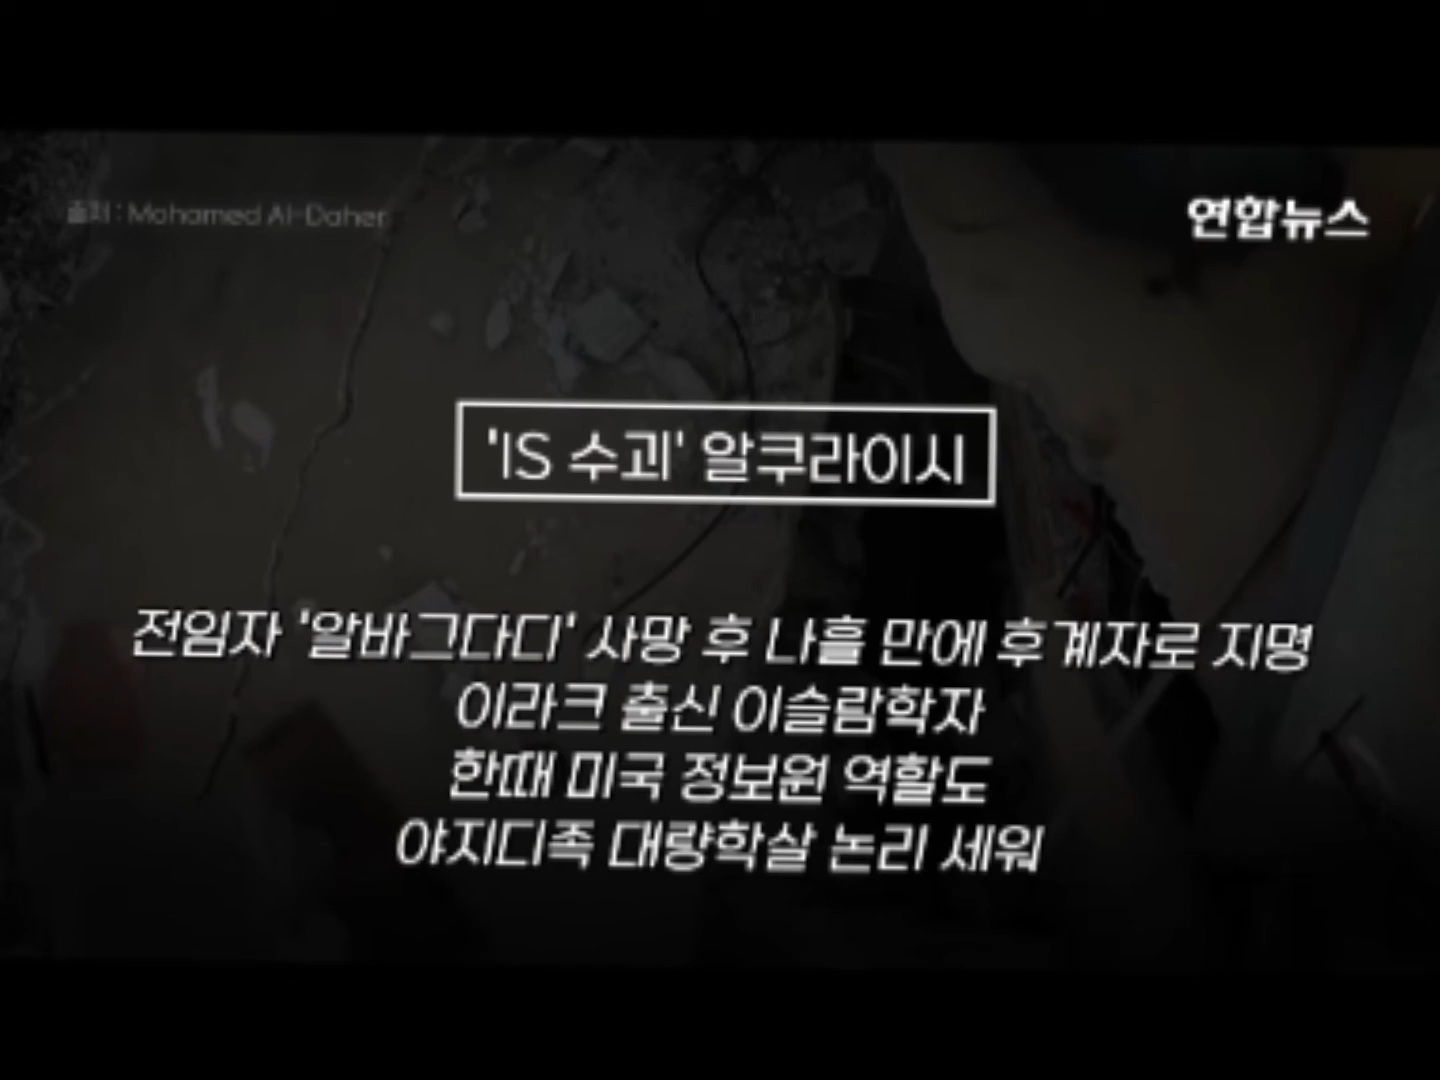 출처 : Mohamed Al-Daher
연합뉴스
'IS 수괴' 알쿠라이시
전임자 '알바그다디' 사망 후 나흘 만에 후계자로 지명
이라크 출신 이슬람학자
한때 미국 정보원 역할도
야지디족 대량학살 논리 세워